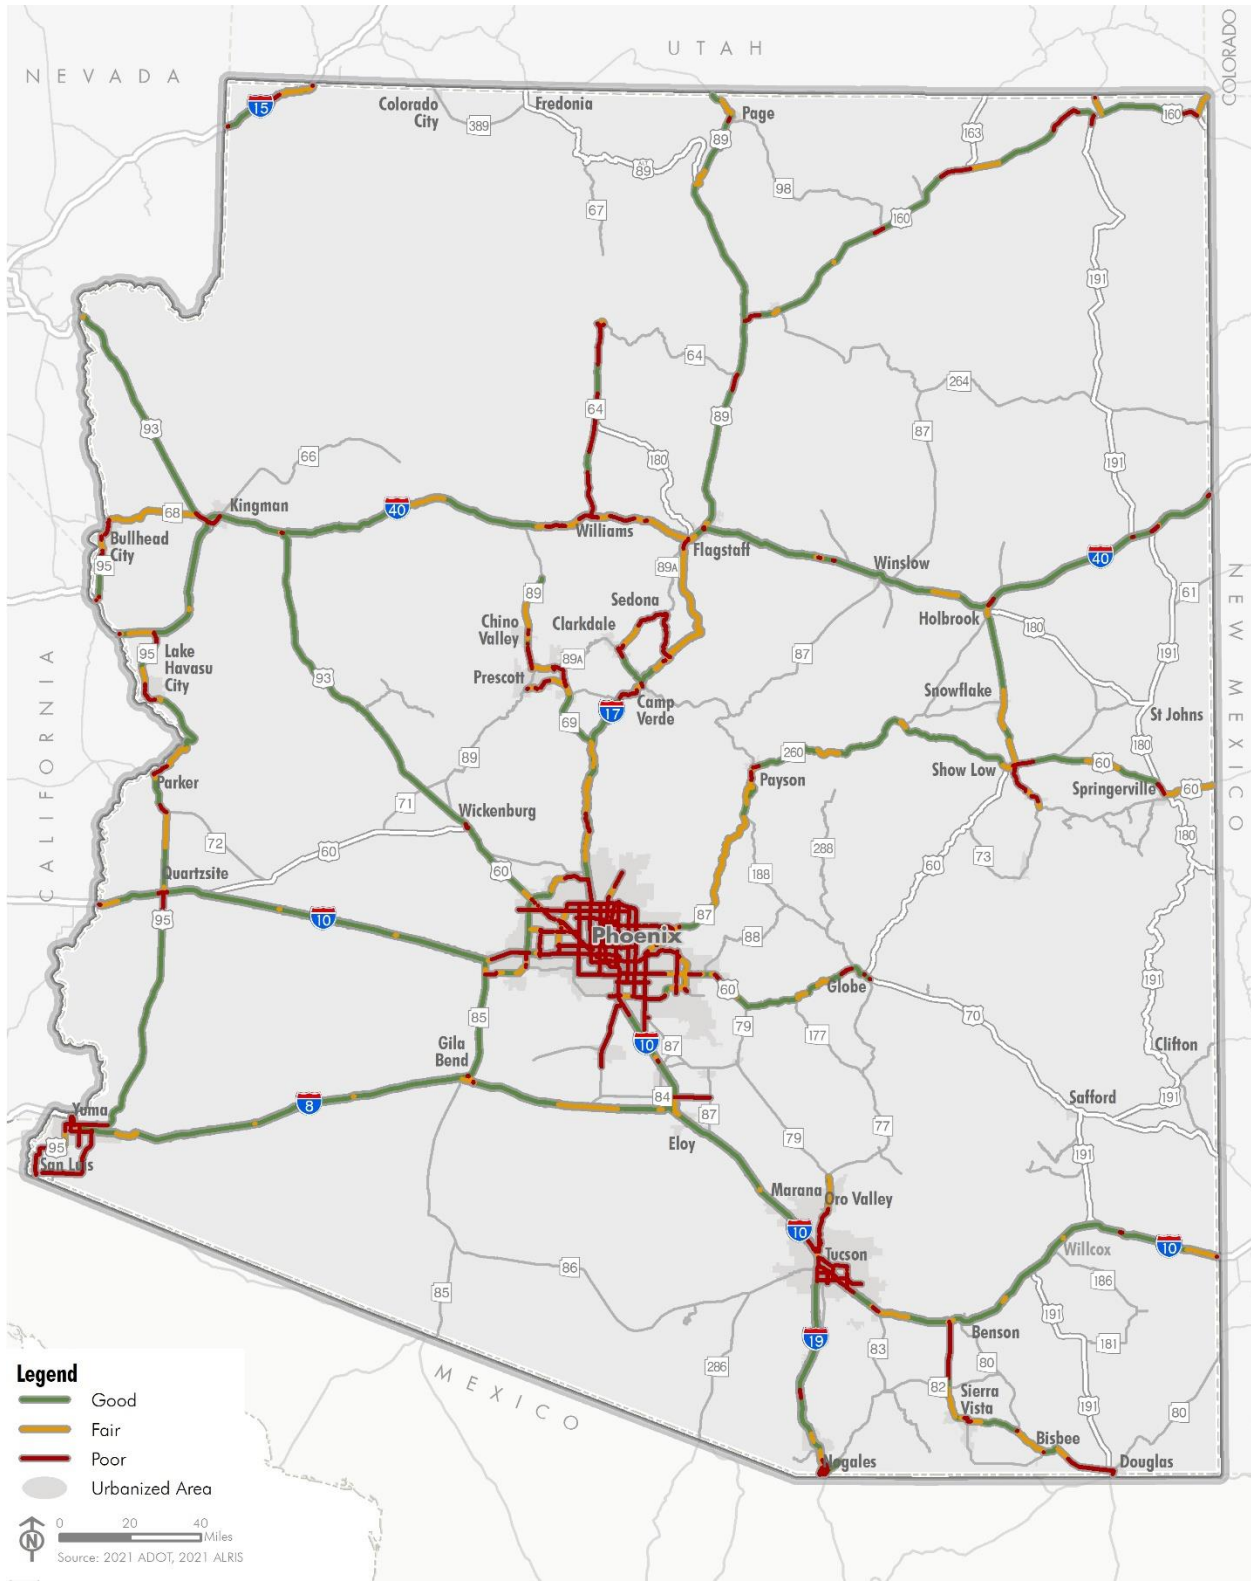 UTAH
COLORADO
NEVADA
15
Colorado
City
Fredonia
Page
389
89
89
163
160
98
67
160
191
64
264
64
89
93
87
180
66
191
Kingman
40
68
Williams
Bullhead
City
Flagstaff
40
95
89A
Winslow
NEW MEXICO
89
Sedona
61
Chino
Valley
Clarkdale
Holbrook
180
95
Lake
Havasu
City
89A
87
191
CALIFORNIA
93
Prescott
Snowflake
Camp
Verde
17
St Johns
69
180
89
260
Show Low
60
Parker
Payson
Springerville
60
71
Wickenburg
72
288
180
60
60
73
Quartzsite
60
188
95
10
87
Phoenix
88
191
60
Globe
85
79
70
177
Gila
Bend
10
87
Clifton
8
84
Safford
191
Yuma
87
95
Eloy
79
77
San Luis
191
Marana
Oro Valley
10
Tucson
Willcox
10
86
186
85
191
Benson
19
83
181
286
80
82
Sierra
Vista
191
80
MEXICO
Bisbee
Nogales
Douglas
Legend
Good
Fair
Poor
Urbanized Area
N
0 20 40
Miles
Source: 2021 ADOT, 2021 ALRIS